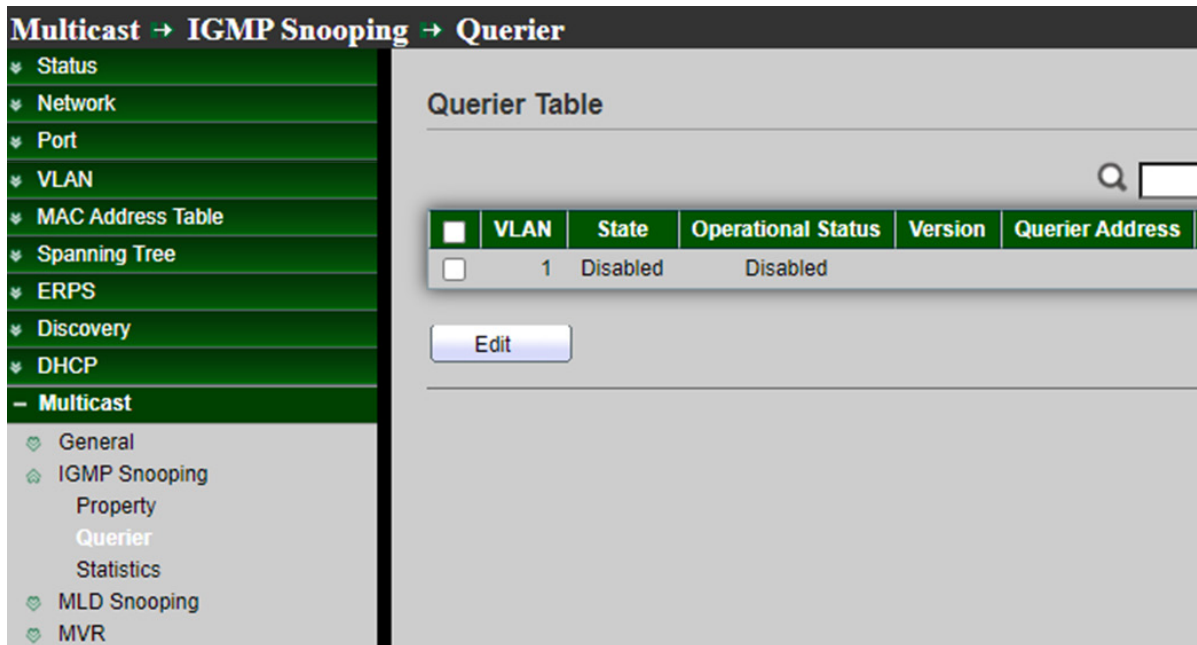 Multicast → IGMP Snooping → Querier
Status
Network
Port
VLAN
MAC Address Table
Spanning Tree
ERPS
Discovery
DHCP
Multicast
General
IGMP Snooping
Property
Querier
Statistics
MLD Snooping
MVR
Querier Table
VLAN State Operational Status Version Querier Address
1 Disabled Disabled
Edit